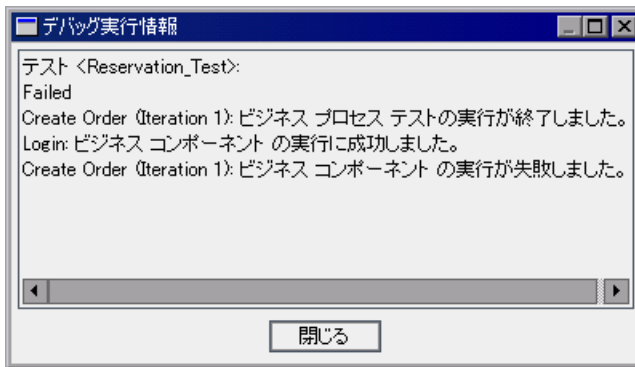 デバッグ実行情報
テスト <Reservation_Test>:
Failed
Create Order (Iteration 1): ビジネス プロセス テストの実行が終了しました。
Login: ビジネス コンポーネント の実行に成功しました。
Create Order (Iteration 1): ビジネス コンポーネント の実行が失敗しました。
閉じる